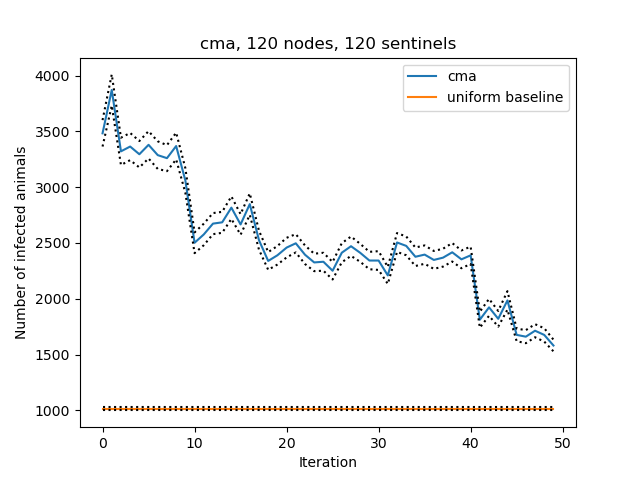 cma, 120 nodes, 120 sentinels
cma
uniform baseline
Number of infected animals
4000
3500
3000
2500
2000
1500
1000
0 10 20 30 40 50
Iteration